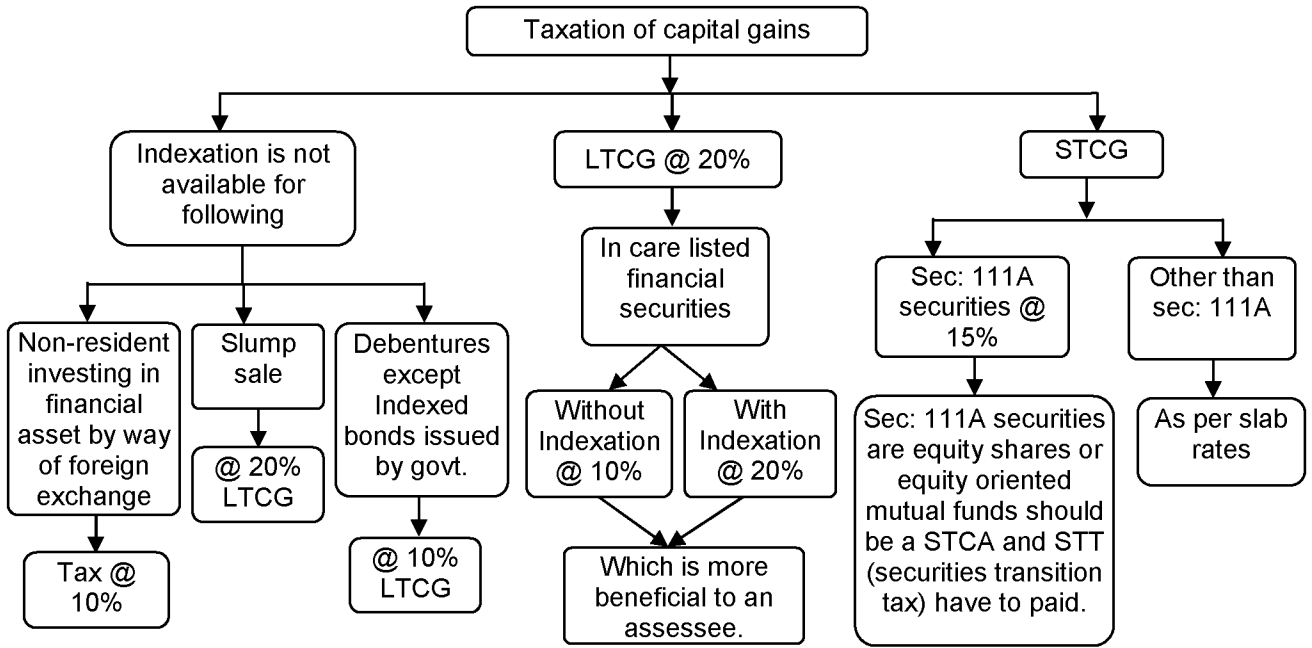 Taxation of capital gains
Indexation is not
available for
following
LTCG @ 20%
STCG
In care listed
financial
securities
Sec: 111A
securities @
15%
Other than
sec: 111A
Non-resident
investing in
financial
asset by way
of foreign
exchange
Slump
sale
Debentures
except
Indexed
bonds issued
by govt.
Without
Indexation
@ 10%
With
Indexation
@ 20%
Sec: 111A securities
are equity shares or
equity oriented
mutual funds should
be a STCA and STT
(securities transition
tax) have to paid.
As per slab
rates
@ 20%
LTCG
Tax @
10%
@ 10%
LTCG
Which is more
beneficial to an
assessee.